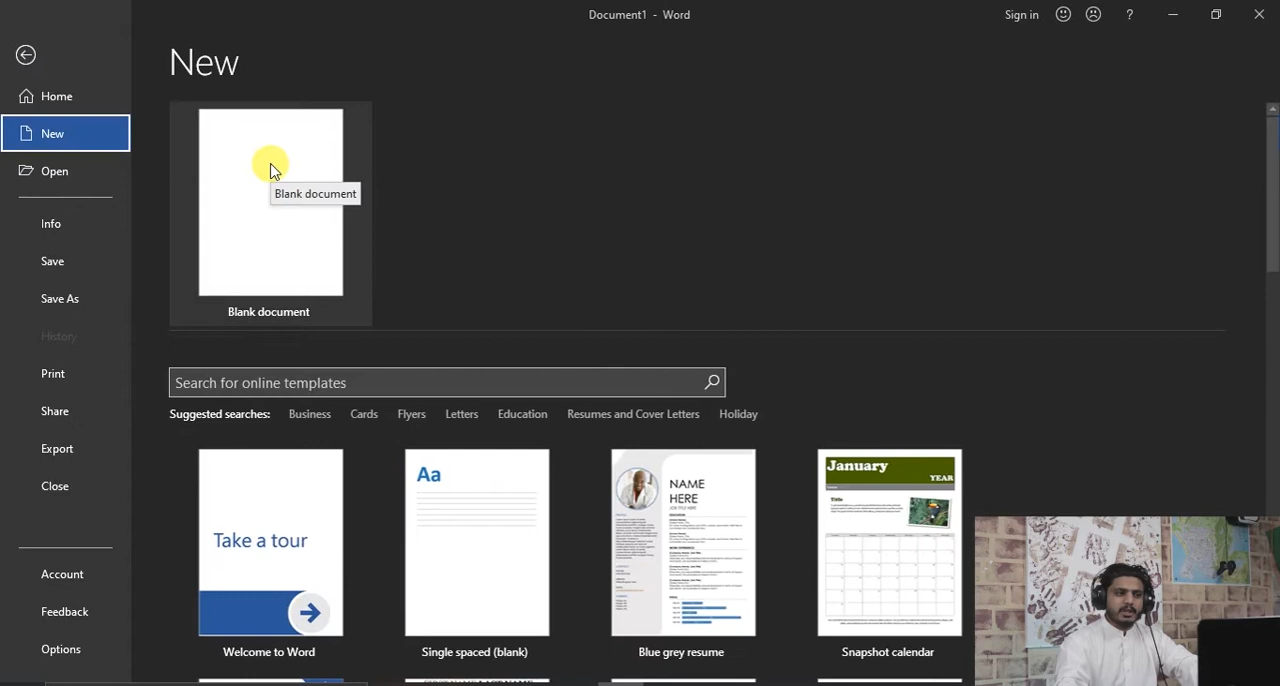 Document1 - Word
Sign in
?
New
Home
New
Open
Info
Save
Save As
History
Print
Share
Export
Close
Account
Feedback
Options
Blank document
Blank document
Search for online templates
Suggested searches: Business Cards Flyers Letters Education Resumes and Cover Letters Holiday
Take a tour
Aa
NAME
HERE
January
YEAR
Title
Welcome to Word
Single spaced (blank)
Blue grey resume
Snapshot calendar